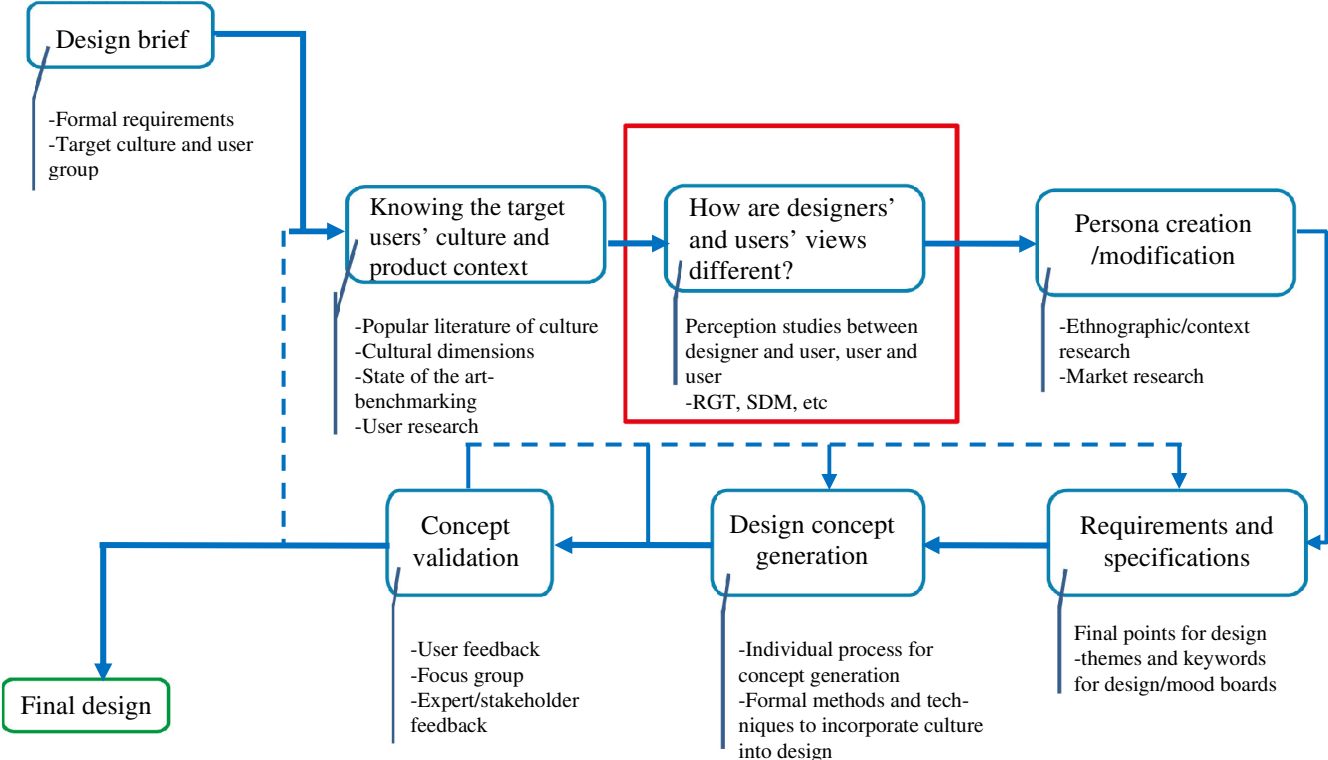 Design brief
-Formal requirements
-Target culture and user
group
Knowing the target
users’ culture and
product context
-Popular literature of culture
-Cultural dimensions
-State of the art-
benchmarking
-User research
How are designers’
and users’ views
different?
Perception studies between
designer and user, user and
user
-RGT, SDM, etc
Persona creation
/modification
-Ethnographic/context
research
-Market research
Requirements and
specifications
Final points for design
-themes and keywords
for design/mood boards
Design concept
generation
-Individual process for
concept generation
-Formal methods and tech-
niques to incorporate culture
into design
Concept
validation
-User feedback
-Focus group
-Expert/stakeholder
feedback
Final design